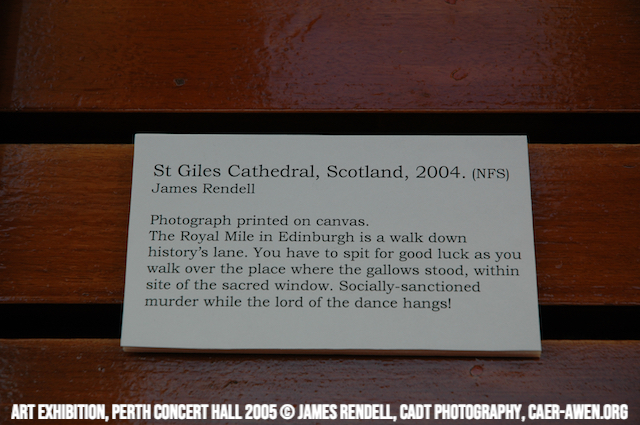 St Giles Cathedral, Scotland, 2004. (NFS)
James Rendell
Photograph printed on canvas.
The Royal Mile in Edinburgh is a walk down
history's lane. You have to spit for good luck as you
walk over the place where the gallows stood, within
site of the sacred window. Socially-sanctioned
murder while the lord of the dance hangs!
ART EXHIBITION, PERTH CONCERT HALL 2005 © JAMES RENDELL, CADT PHOTOGRAPHY, CAER-AWEN.ORG